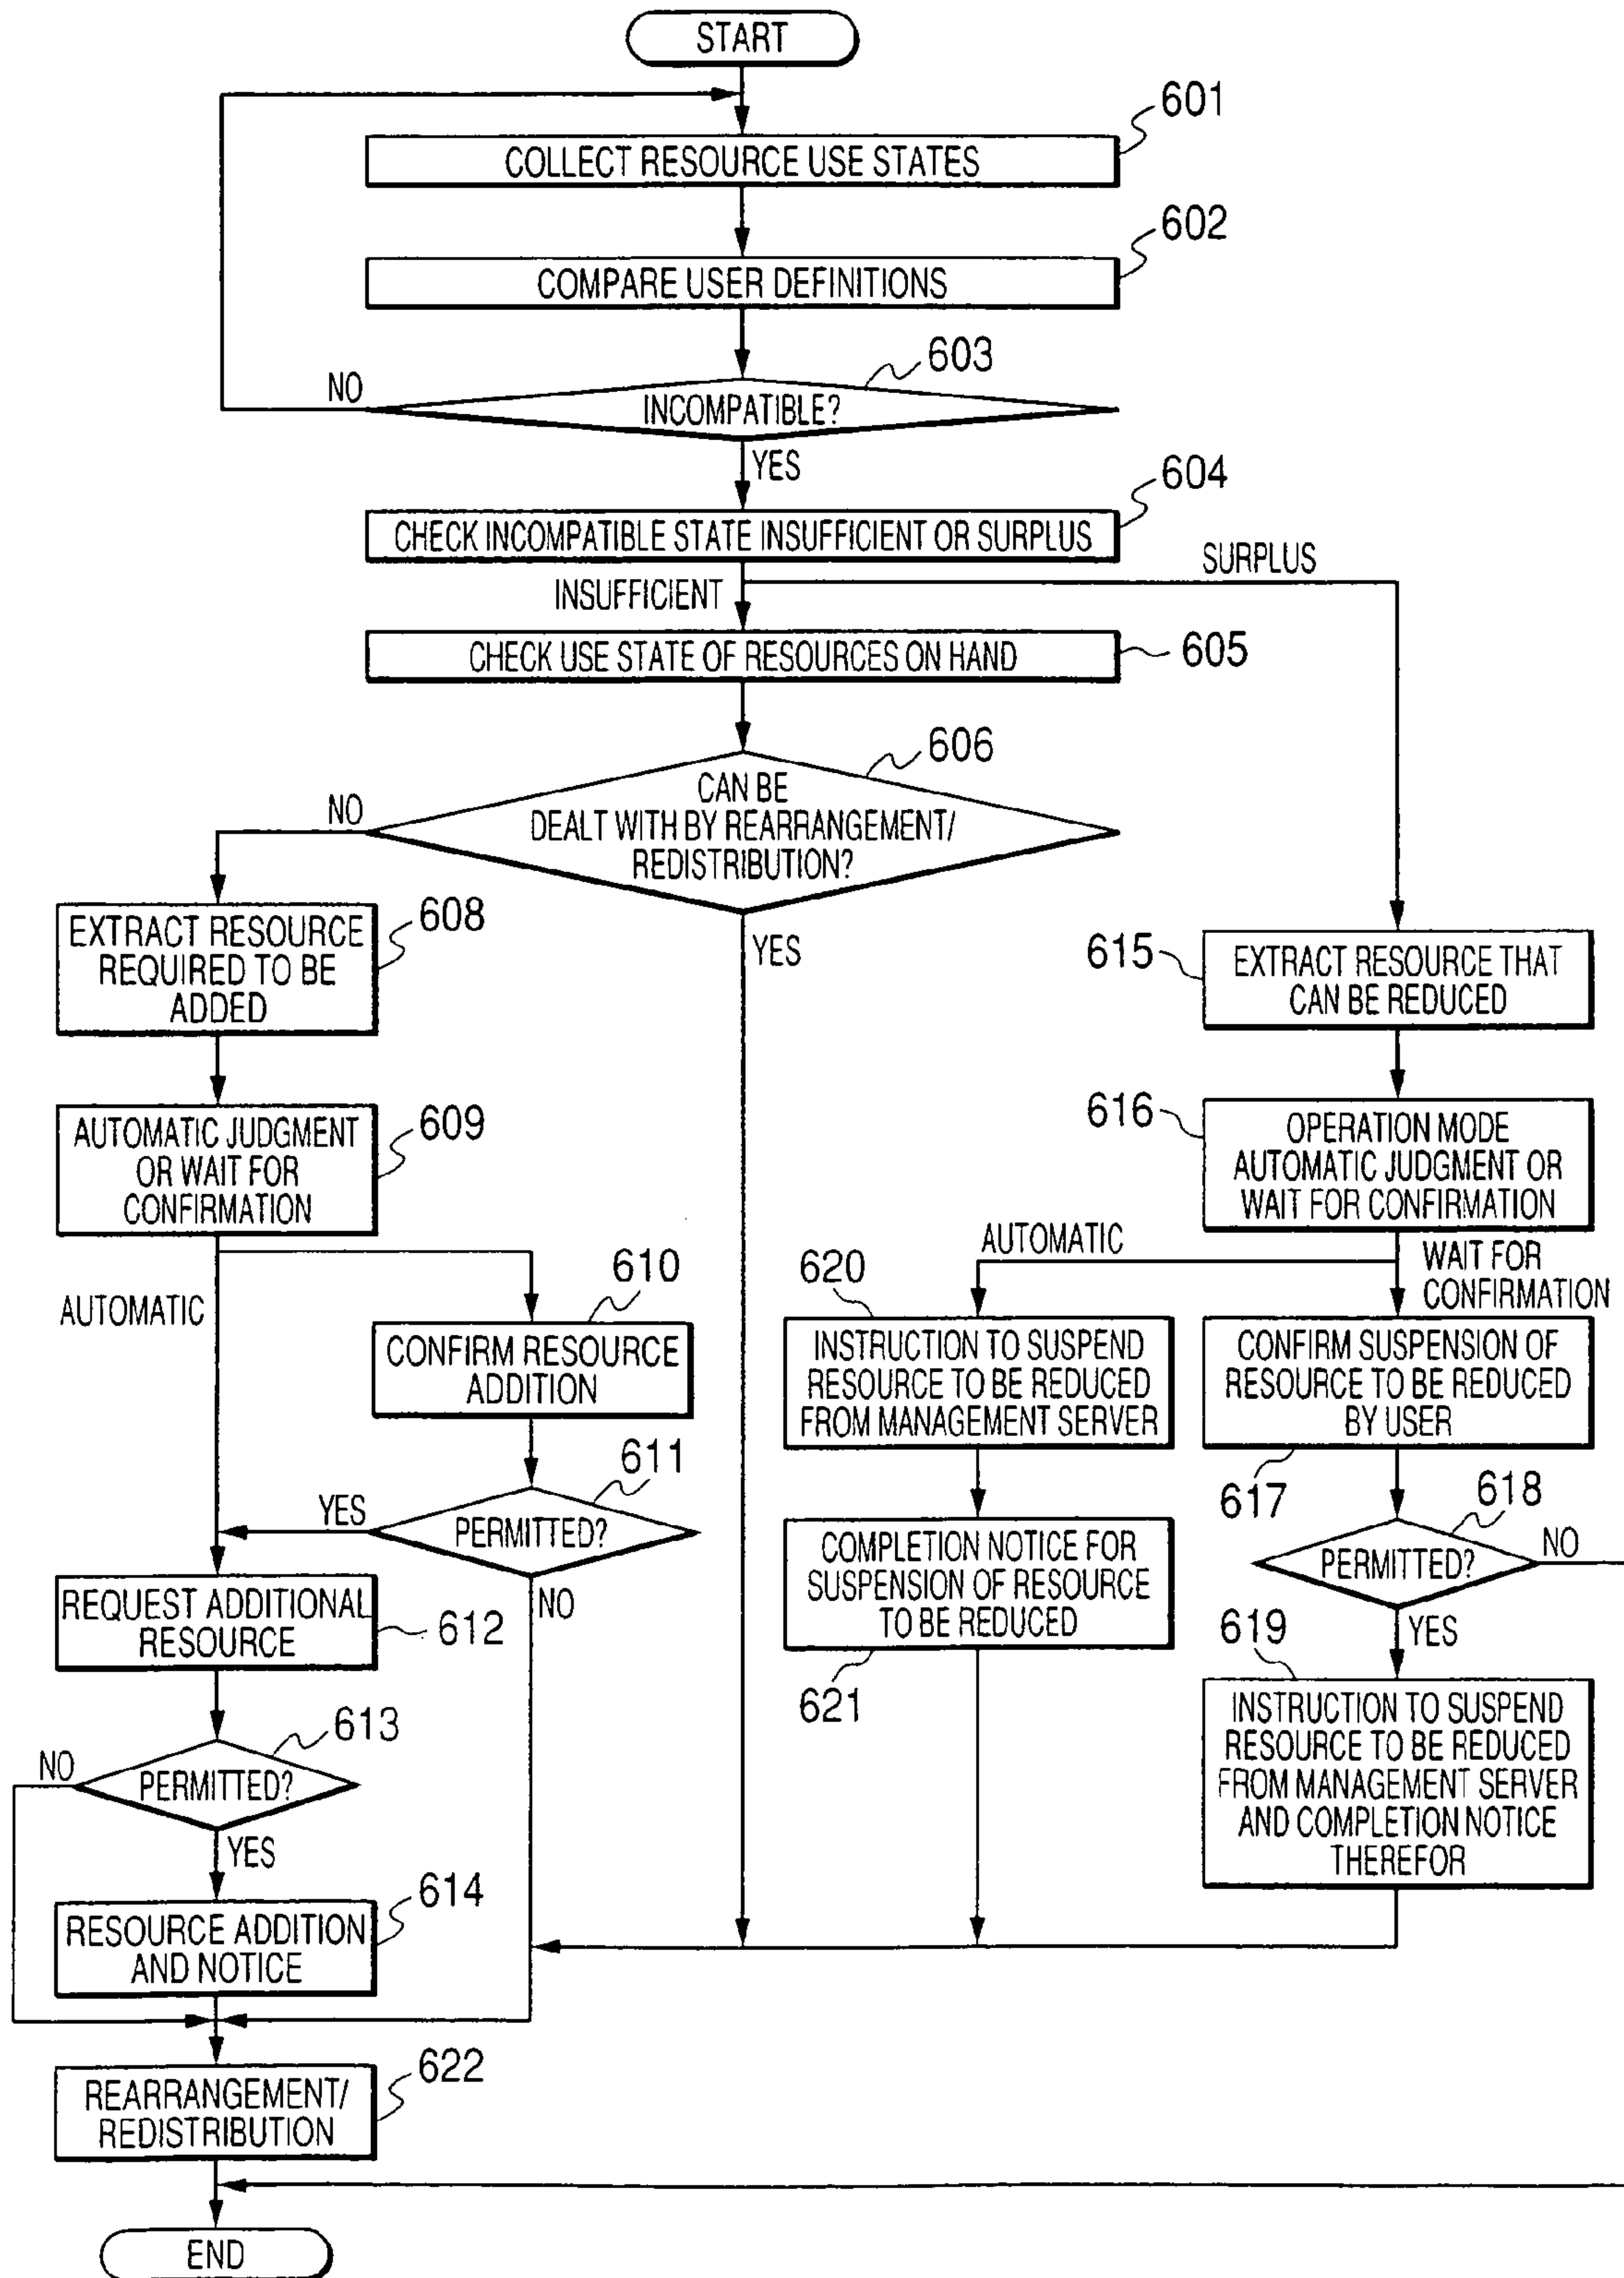 START
601
COLLECT RESOURCE USE STATES
602
COMPARE USER DEFINITIONS
603
NO
INCOMPATIBLE?
YES
604
CHECK INCOMPATIBLE STATE INSUFFICIENT OR SURPLUS
SURPLUS
INSUFFICIENT
CHECK USE STATE OF RESOURCES ON HAND
605
606
NO
CAN BE
DEALT WITH BY REARRANGEMENT/
REDISTRIBUTION?
YES
608
EXTRACT RESOURCE
REQUIRED TO BE
ADDED
615
EXTRACT RESOURCE THAT
CAN BE REDUCED
609
AUTOMATIC JUDGMENT
OR WAIT FOR
CONFIRMATION
616
OPERATION MODE
AUTOMATIC JUDGMENT OR
WAIT FOR CONFIRMATION
AUTOMATIC
WAIT FOR
CONFIRMATION
AUTOMATIC
610
CONFIRM RESOURCE
ADDITION
620
INSTRUCTION TO SUSPEND
RESOURCE TO BE REDUCED
FROM MANAGEMENT SERVER
CONFIRM SUSPENSION OF
RESOURCE TO BE REDUCED
BY USER
617
611
YES
PERMITTED?
NO
618
PERMITTED?
NO
YES
COMPLETION NOTICE FOR
SUSPENSION OF RESOURCE
TO BE REDUCED
621
REQUEST ADDITIONAL
RESOURCE
612
619
INSTRUCTION TO SUSPEND
RESOURCE TO BE REDUCED
FROM MANAGEMENT SERVER
AND COMPLETION NOTICE
THEREFOR
613
NO
PERMITTED?
YES
614
RESOURCE ADDITION
AND NOTICE
622
REARRANGEMENT/
REDISTRIBUTION
END